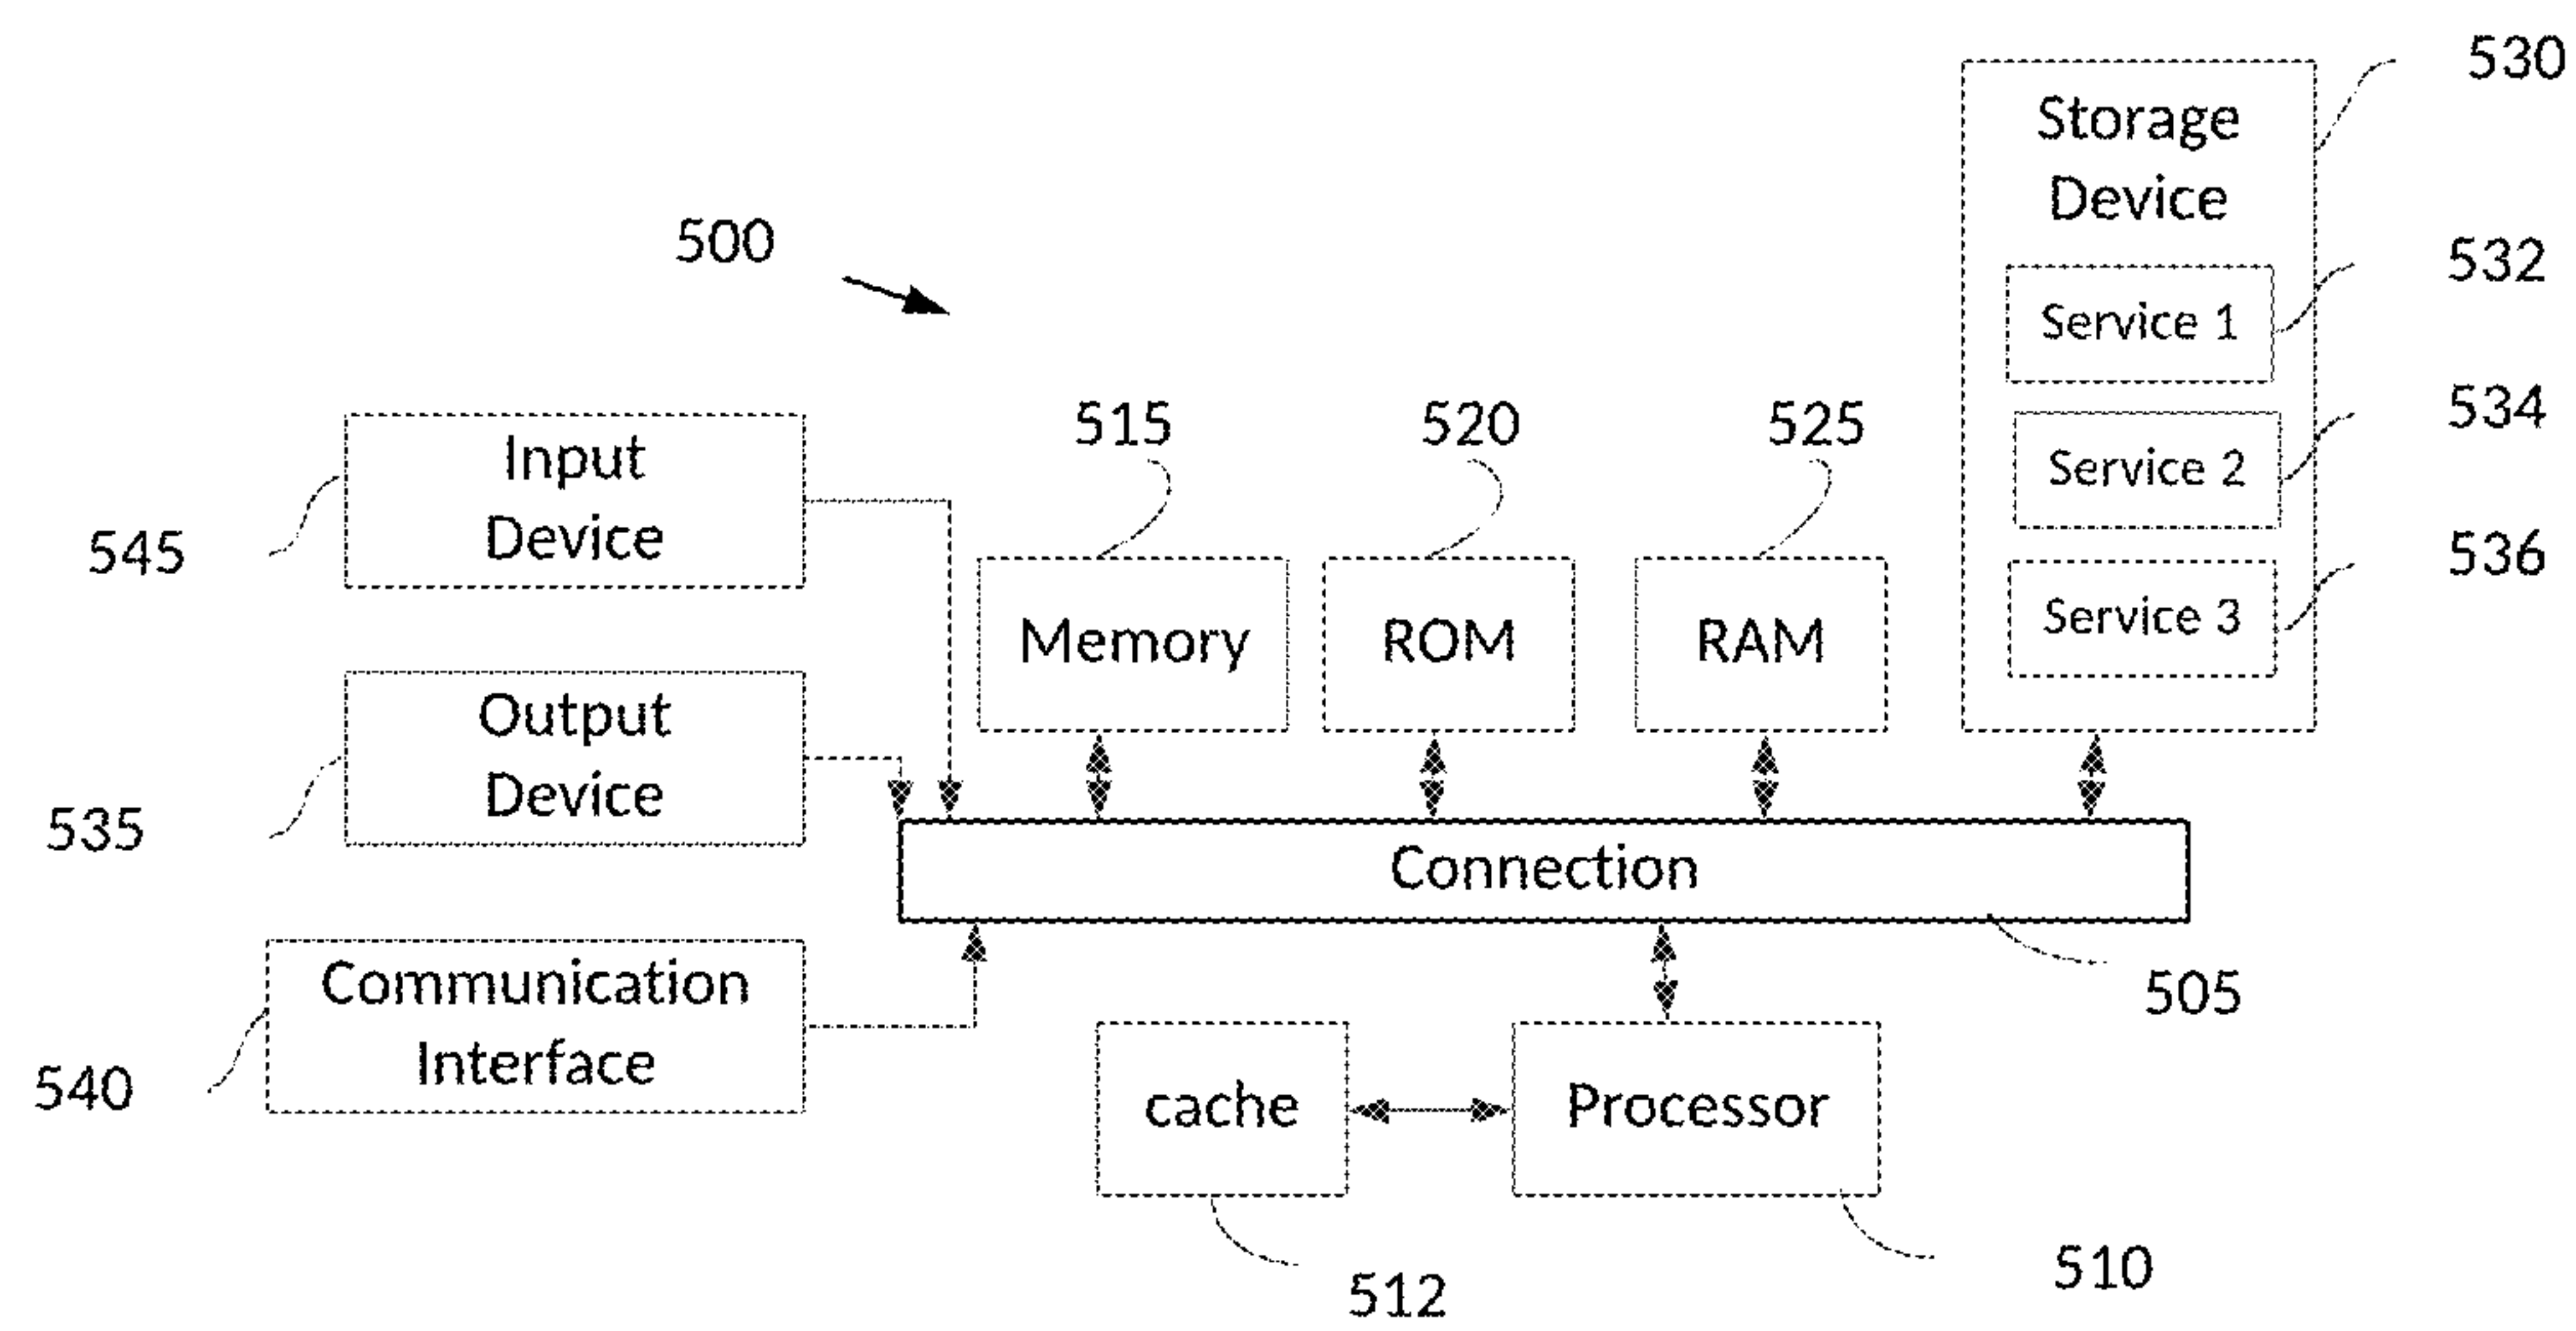 530
Storage
Device
500
532
Service 1
534
Service 2
536
Service 3
515
520
525
Input
Device
545
Memory
ROM
RAM
Output
Device
535
Connection
505
Communication
Interface
540
cache
Processor
512
510